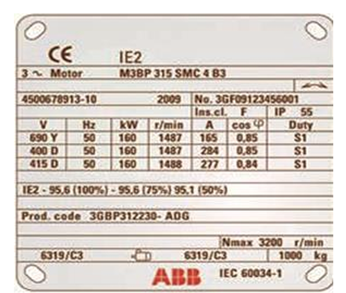 CE IE2
3 ~ Motor M3BP 315 SMC 4 B3
4500678913-10 2009 No. 3GF09123456001
Ins.cl. F IP 55
V Hz kW r/min A cos φ Duty
690 Y 50 160 1487 165 0,85 S1
400 D 50 160 1487 284 0,85 S1
415 D 50 160 1488 277 0,84 S1
IE2 - 95,6 (100%) - 95,6 (75%) 95,1 (50%)
Prod. code 3GBP312230- ADG
Nmax 3200 r/min
6319/C3 6319/C3 1000 kg
ABB IEC 60034-1